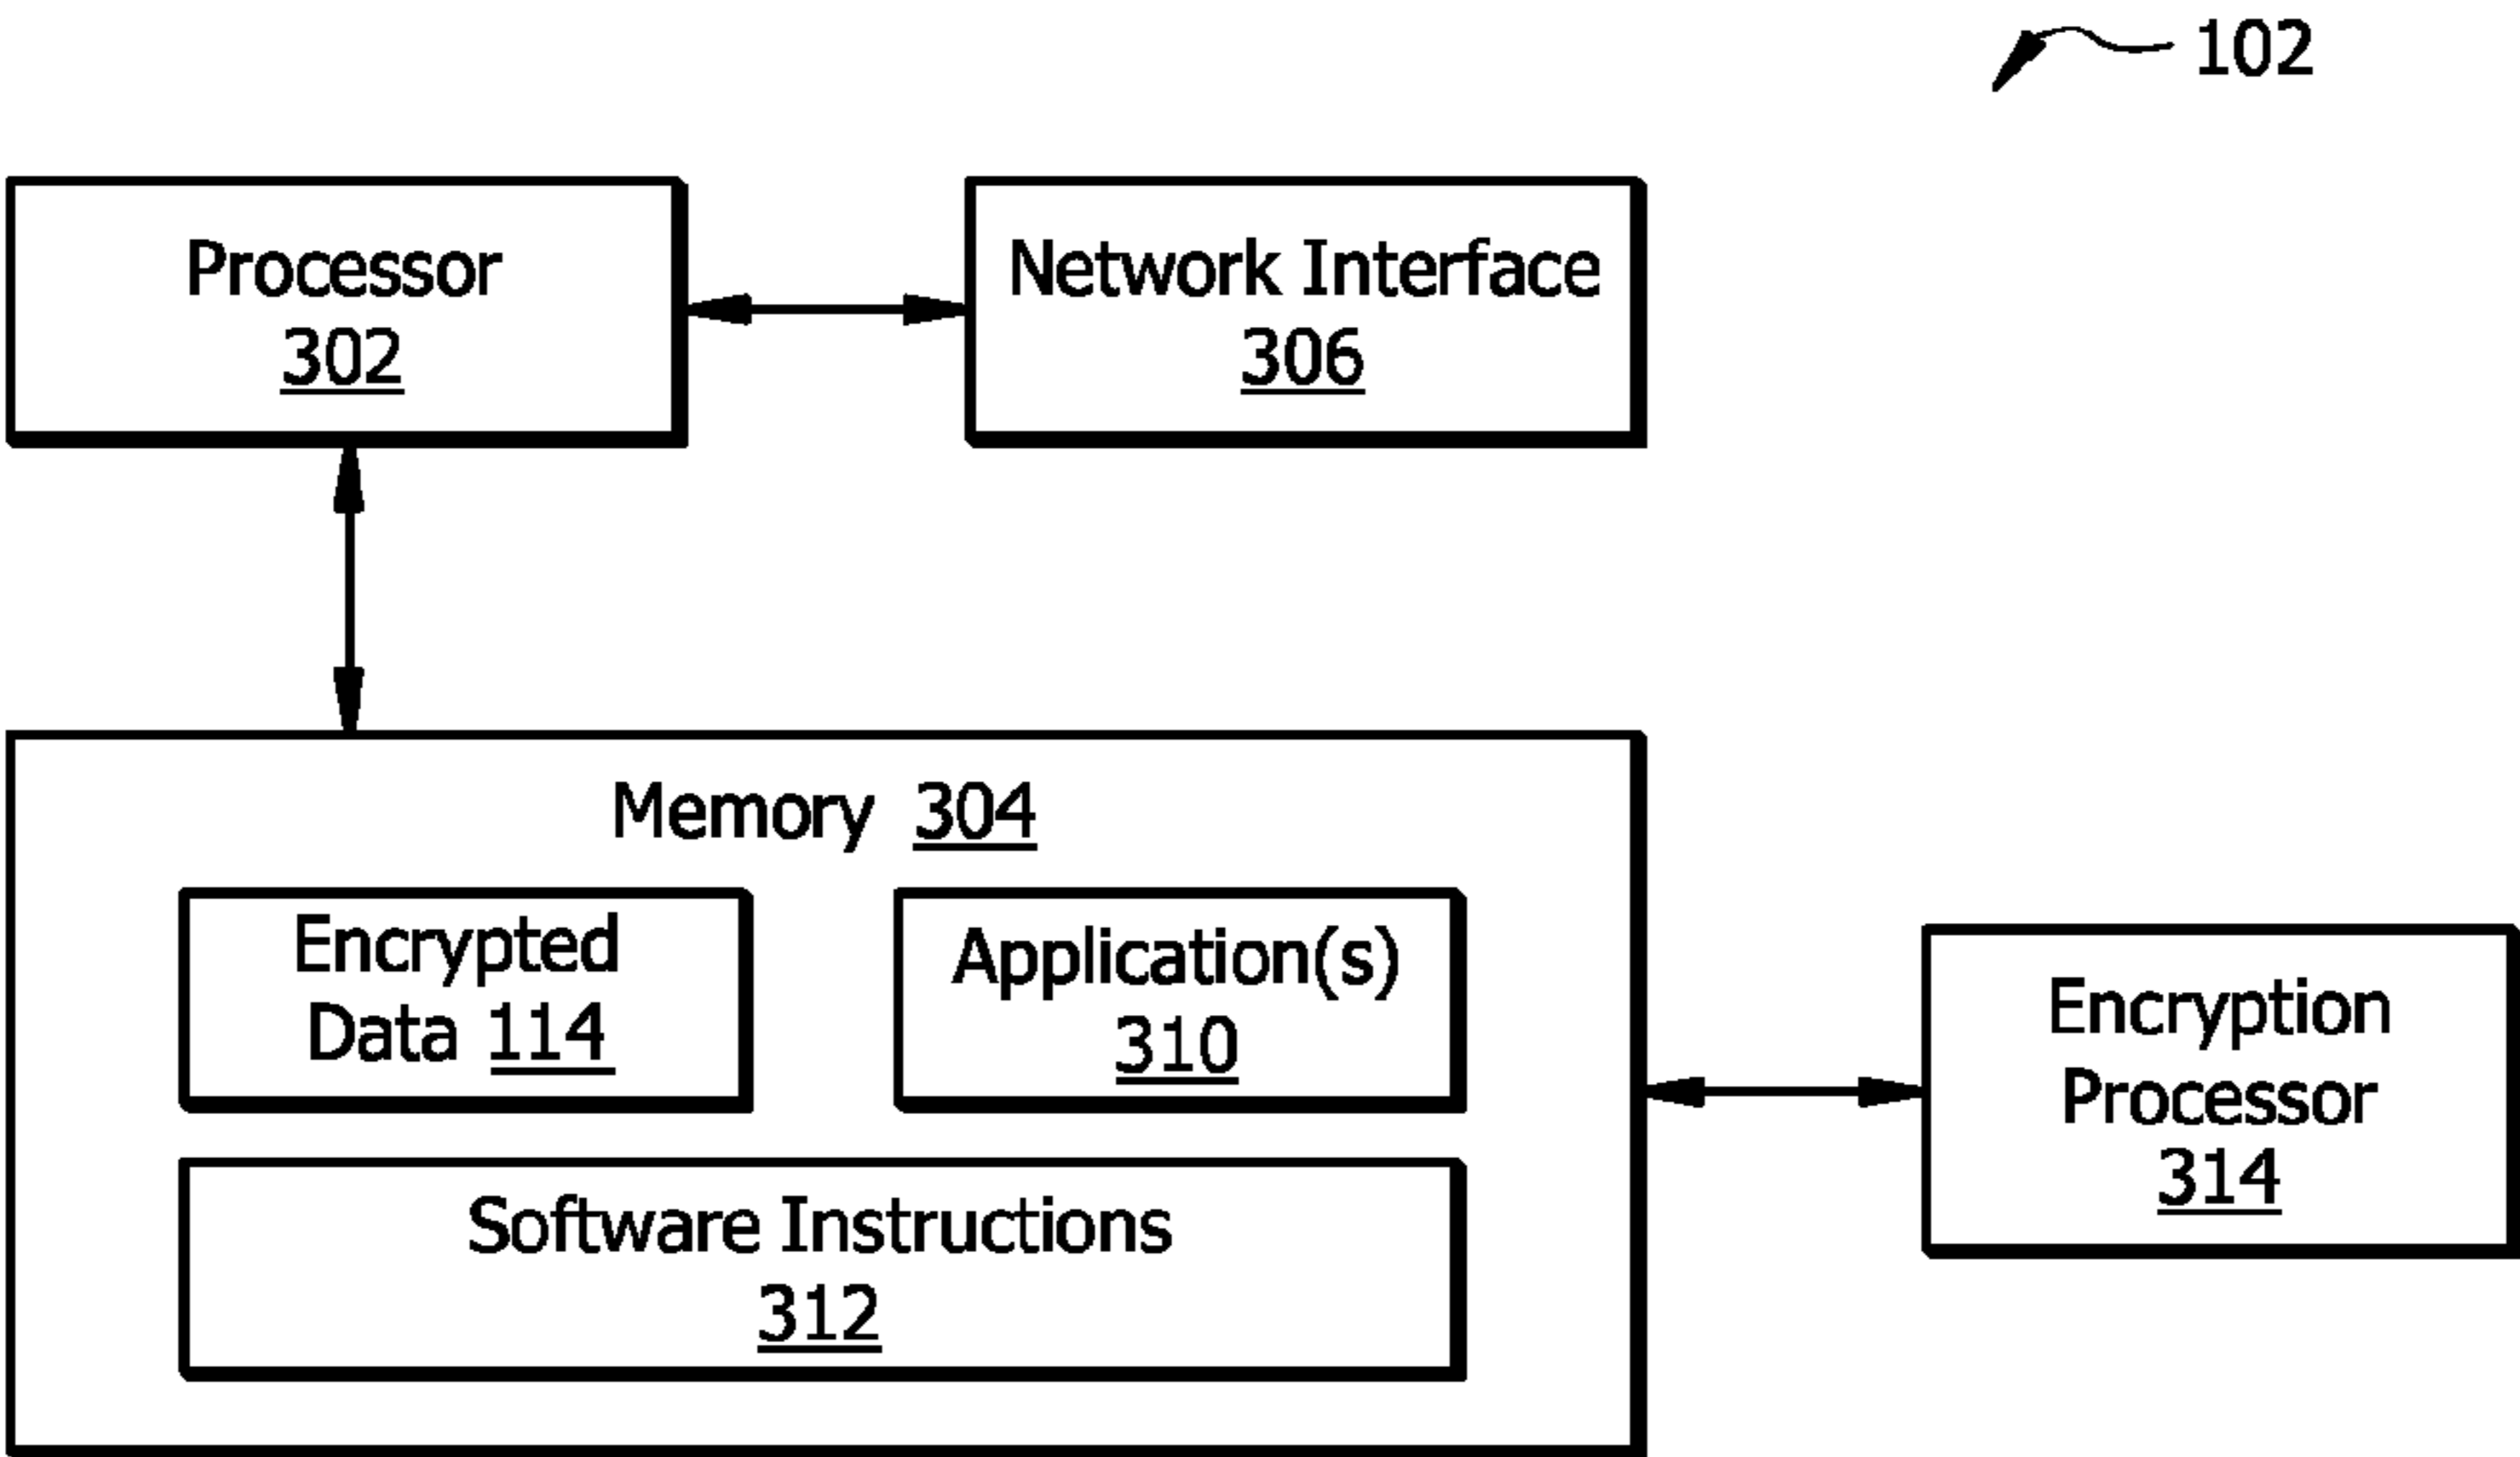 102
Processor
302
Network Interface
306
Memory 304
Encrypted
Data 114
Application(s)
310
Software Instructions
312
Encryption
Processor
314